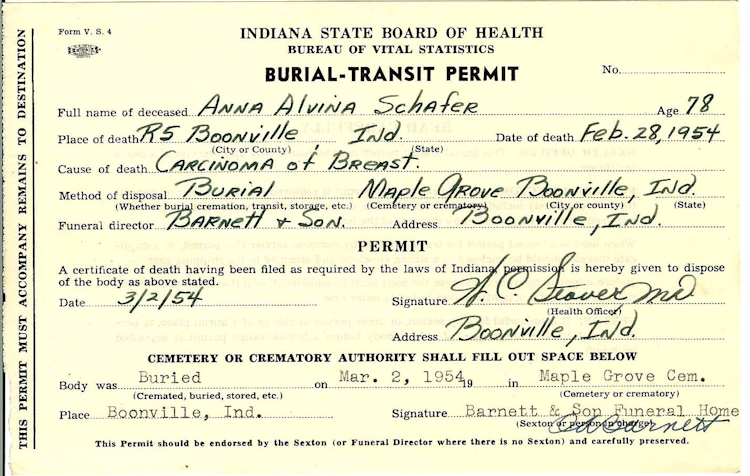 Form V. S. 4
INDIANA STATE BOARD OF HEALTH
BUREAU OF VITAL STATISTICS
BURIAL-TRANSIT PERMIT
No.
Full name of deceased Anna Alvina Schafer Age 78
Place of death R5 Boonville, Ind. Date of death Feb. 28, 1954
(City or County) (State)
Cause of death Carcinoma of Breast.
Method of disposal Burial Maple Grove Boonville, Ind.
(Whether burial cremation, transit, storage, etc.) (Cemetery or crematory) (City or county) (State)
Funeral director Barnett & Son. Address Boonville, Ind.
PERMIT
A certificate of death having been filed as required by the laws of Indiana, permission is hereby given to dispose
of the body as above stated.
Date 3/2/54 Signature W. C. Stover MD
(Health Officer)
Address Boonville, Ind.
CEMETERY OR CREMATORY AUTHORITY SHALL FILL OUT SPACE BELOW
Body was Buried on Mar. 2, 1954 19 in Maple Grove Cem.
(Cremated, buried, stored, etc.) (Cemetery or crematory)
Place Boonville, Ind. Signature Barnett & Son Funeral Home
(Sexton or person in charge)
Ed Barnett
This Permit should be endorsed by the Sexton (or Funeral Director where there is no Sexton) and carefully preserved.
THIS PERMIT MUST ACCOMPANY REMAINS TO DESTINATION